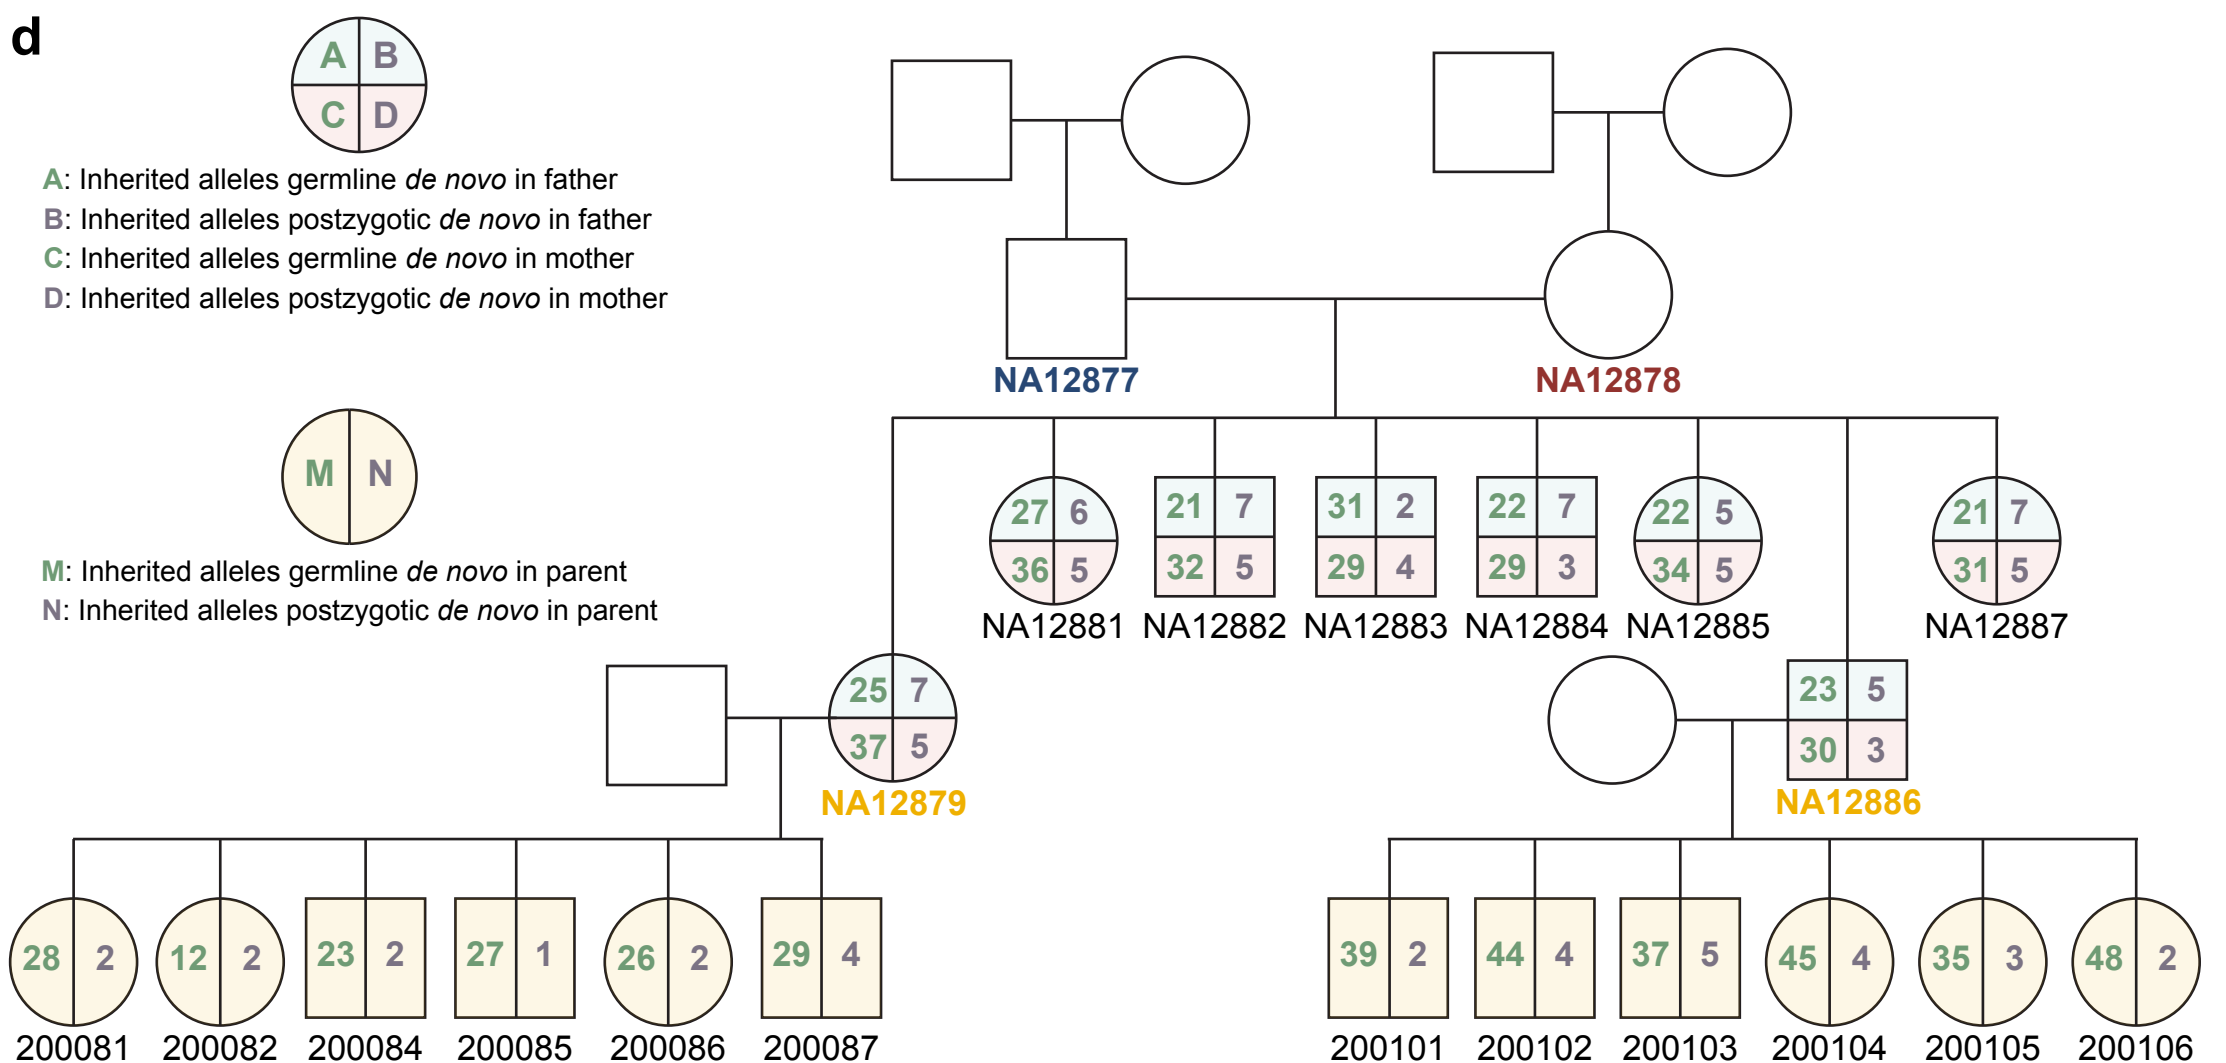 d
A B
C D
A: Inherited alleles germline de novo in father
B: Inherited alleles postzygotic de novo in father
C: Inherited alleles germline de novo in mother
D: Inherited alleles postzygotic de novo in mother
NA12877 NA12878
M N
M: Inherited alleles germline de novo in parent
N: Inherited alleles postzygotic de novo in parent
27 6 21 7 31 2 22 7 22 5 21 7
36 5 32 5 29 4 29 3 34 5 31 5
NA12881 NA12882 NA12883 NA12884 NA12885 NA12887
25 7 23 5
37 5 30 3
NA12879 NA12886
28 2 12 2 23 2 27 1 26 2 29 4 39 2 44 4 37 5 45 4 35 3 48 2
200081 200082 200084 200085 200086 200087 200101 200102 200103 200104 200105 200106